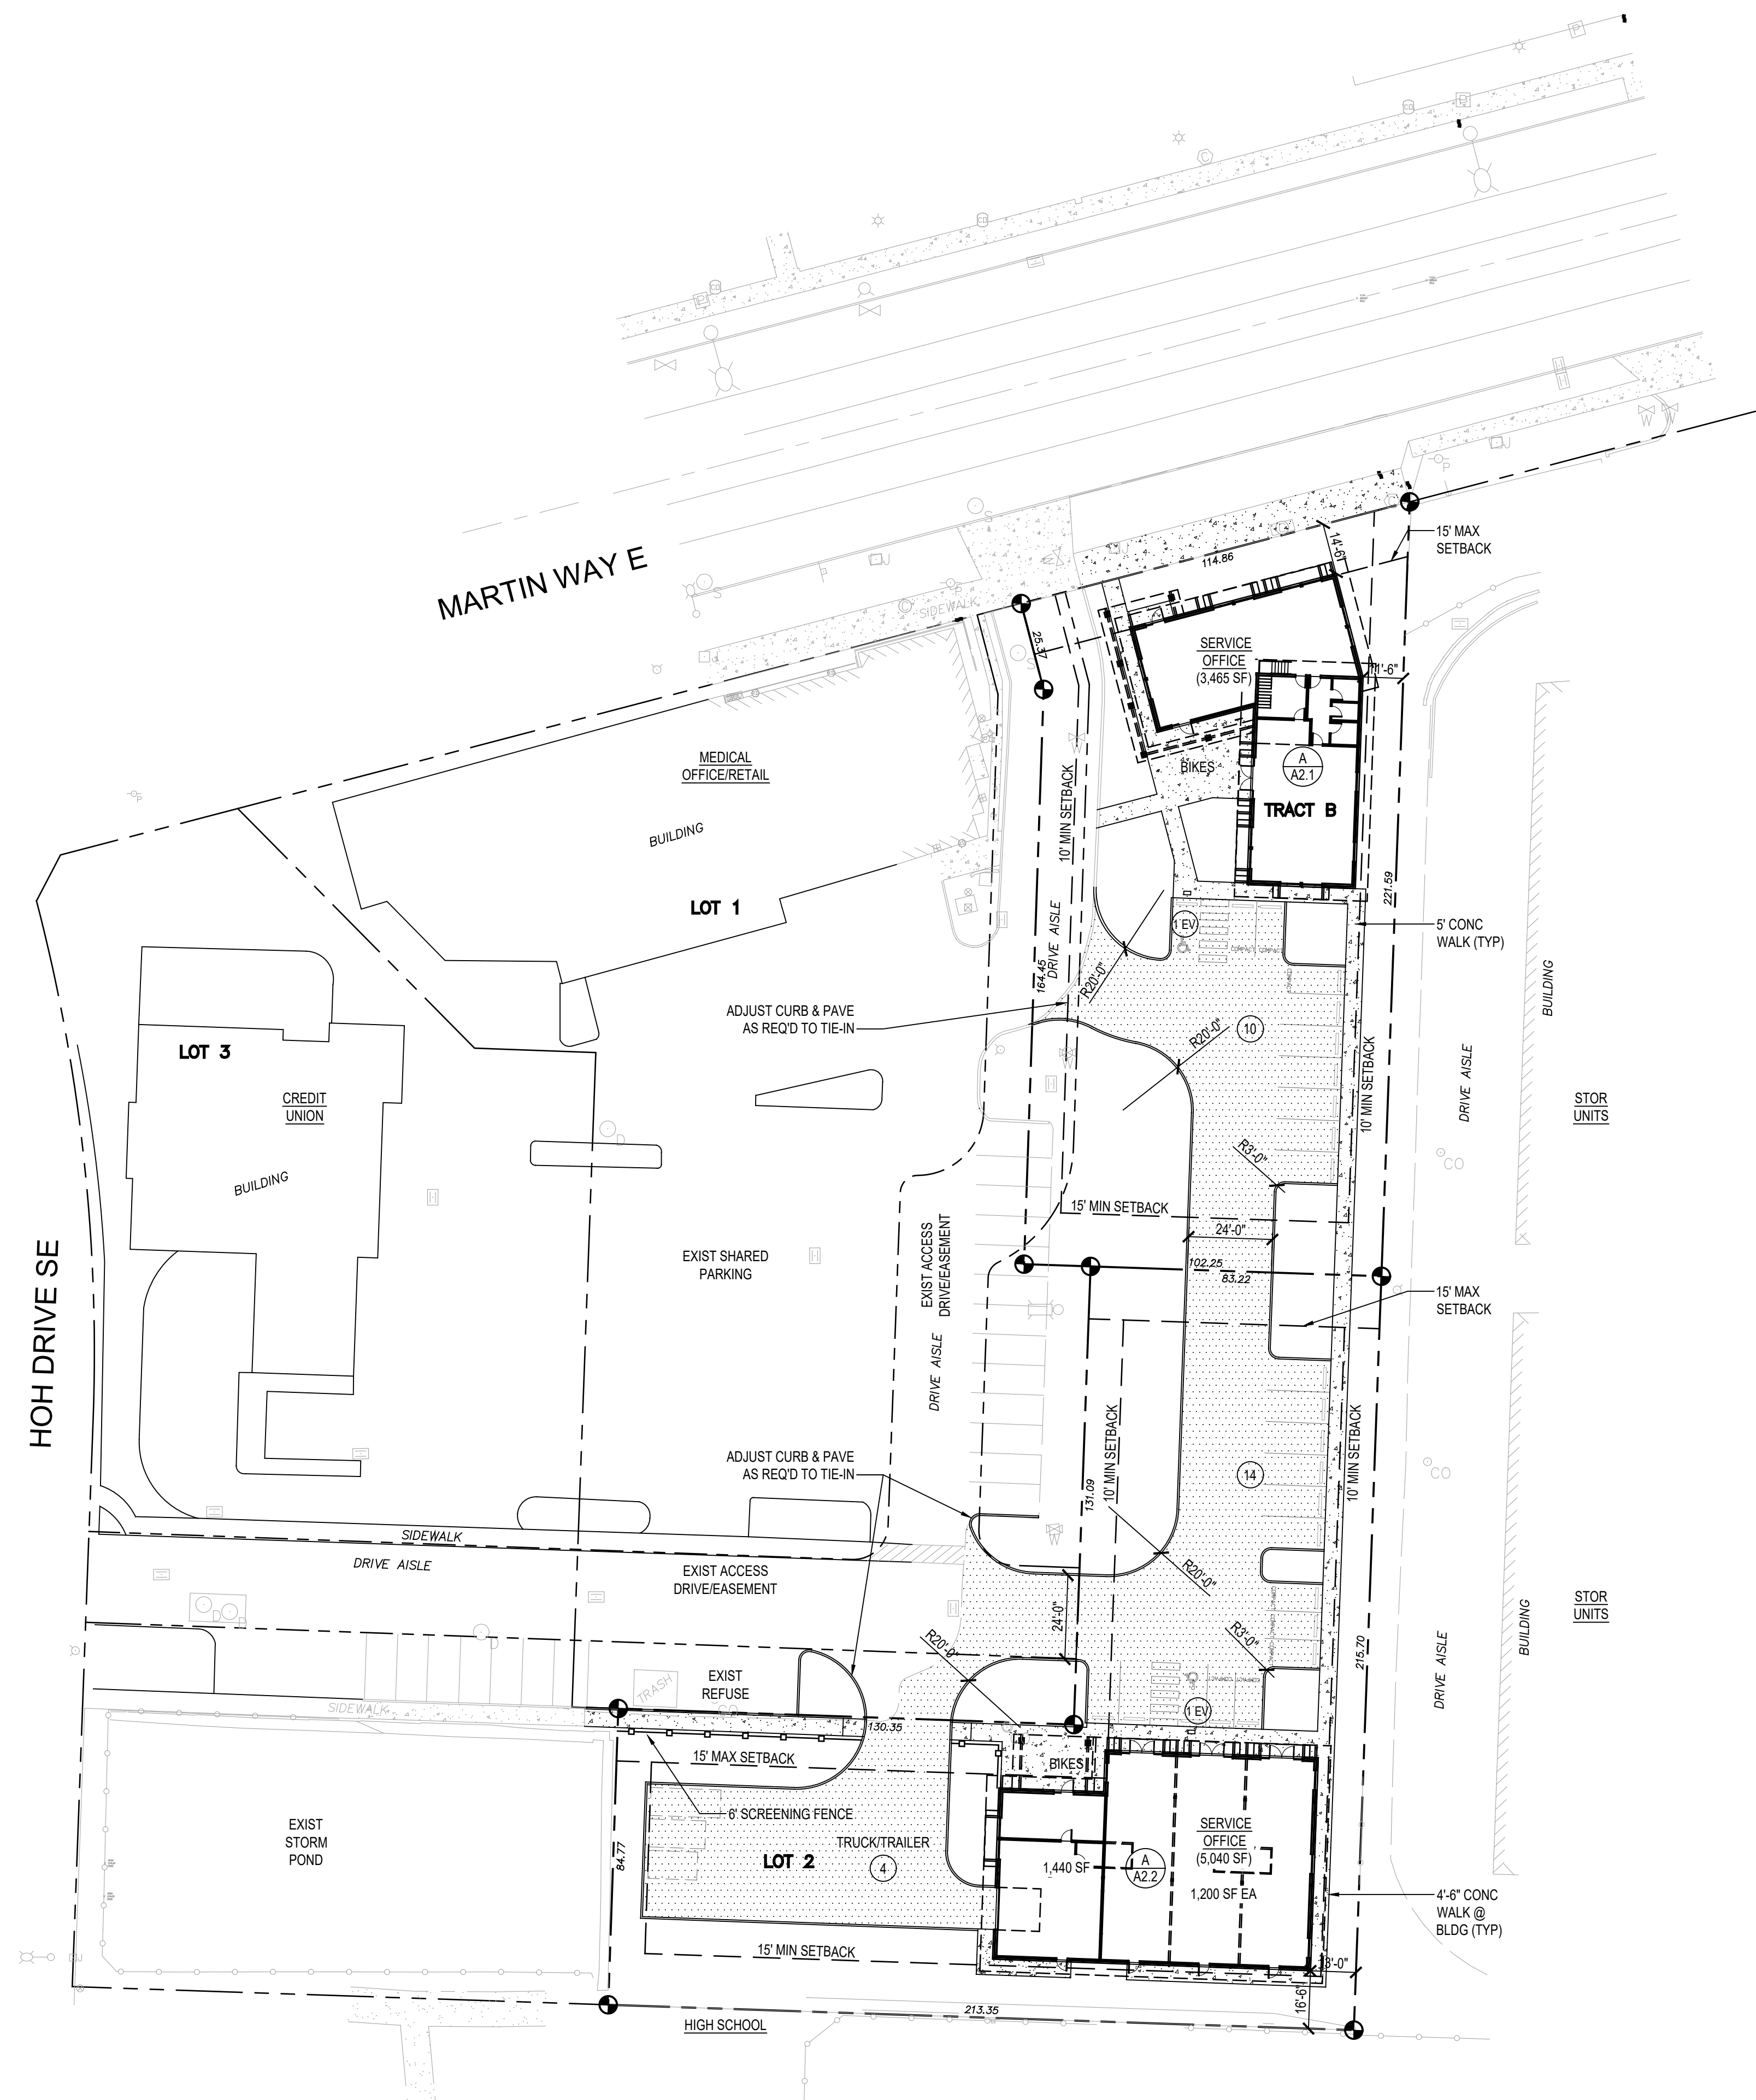 MARTIN WAY E
SIDEWALK
114.86
14'-6"
15' MAX
SETBACK
25.37
SERVICE
OFFICE
(3,465 SF)
11'-6"
MEDICAL
OFFICE/RETAIL
BUILDING
LOT 1
10' MIN SETBACK
BIKES
A
A2.1
TRACT B
221.59
5' CONC
WALK (TYP)
1 EV
COMPACT
COMPACT
COMPACT
DRIVE AISLE
164.45
R20'-0"
ADJUST CURB & PAVE
AS REQ'D TO TIE-IN
R20'-0"
10
10' MIN SETBACK
DRIVE AISLE
BUILDING
STOR
UNITS
LOT 3
CREDIT
UNION
BUILDING
HOH DRIVE SE
R3'-0"
CO
15' MIN SETBACK
24'-0"
EXIST SHARED
PARKING
EXIST ACCESS
DRIVE/EASEMENT
102.25
83.22
15' MAX
SETBACK
DRIVE AISLE
10' MIN SETBACK
10' MIN SETBACK
131.09
14
CO
ADJUST CURB & PAVE
AS REQ'D TO TIE-IN
SIDEWALK
DRIVE AISLE
EXIST ACCESS
DRIVE/EASEMENT
R20'-0"
24'-0"
R20'-0"
R3'-0"
215.70
DRIVE AISLE
BUILDING
STOR
UNITS
TRASH
EXIST
REFUSE
SIDEWALK
1 EV
130.35
15' MAX SETBACK
BIKES
6' SCREENING FENCE
EXIST
STORM
POND
84.77
TRUCK/TRAILER
4
LOT 2
1,440 SF
A
A2.2
SERVICE
OFFICE
(5,040 SF)
1,200 SF EA
4'-6" CONC
WALK @
BLDG (TYP)
15' MIN SETBACK
13'-0"
16'-6"
213.35
HIGH SCHOOL